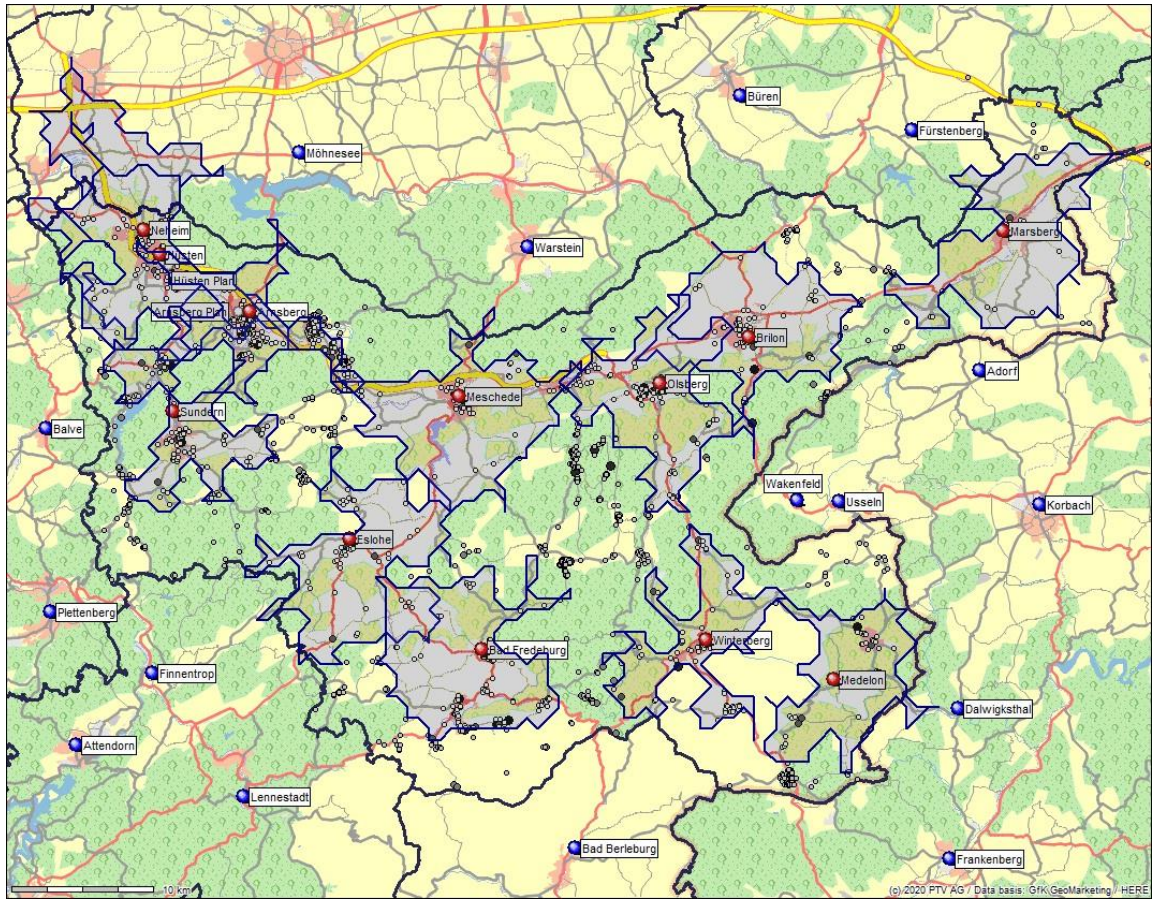 Büren
Fürstenberg
Möhnesee
Neheim
Marsberg
Warstein
Hüsten
Hüsten Plan
Arnsberg Plan
Arnsberg
Brilon
Adorf
Olsberg
Meschede
Sundern
Balve
Wakenfeld
Usseln
Korbach
Eslohe
Plettenberg
Winterberg
Bad Fredeburg
Finnentrop
Medelon
Dalwigksthal
Attendorn
Lennestadt
Bad Berleburg
Frankenberg
10 km
(c) 2020 PTV AG / Data basis: GfK GeoMarketing / HERE